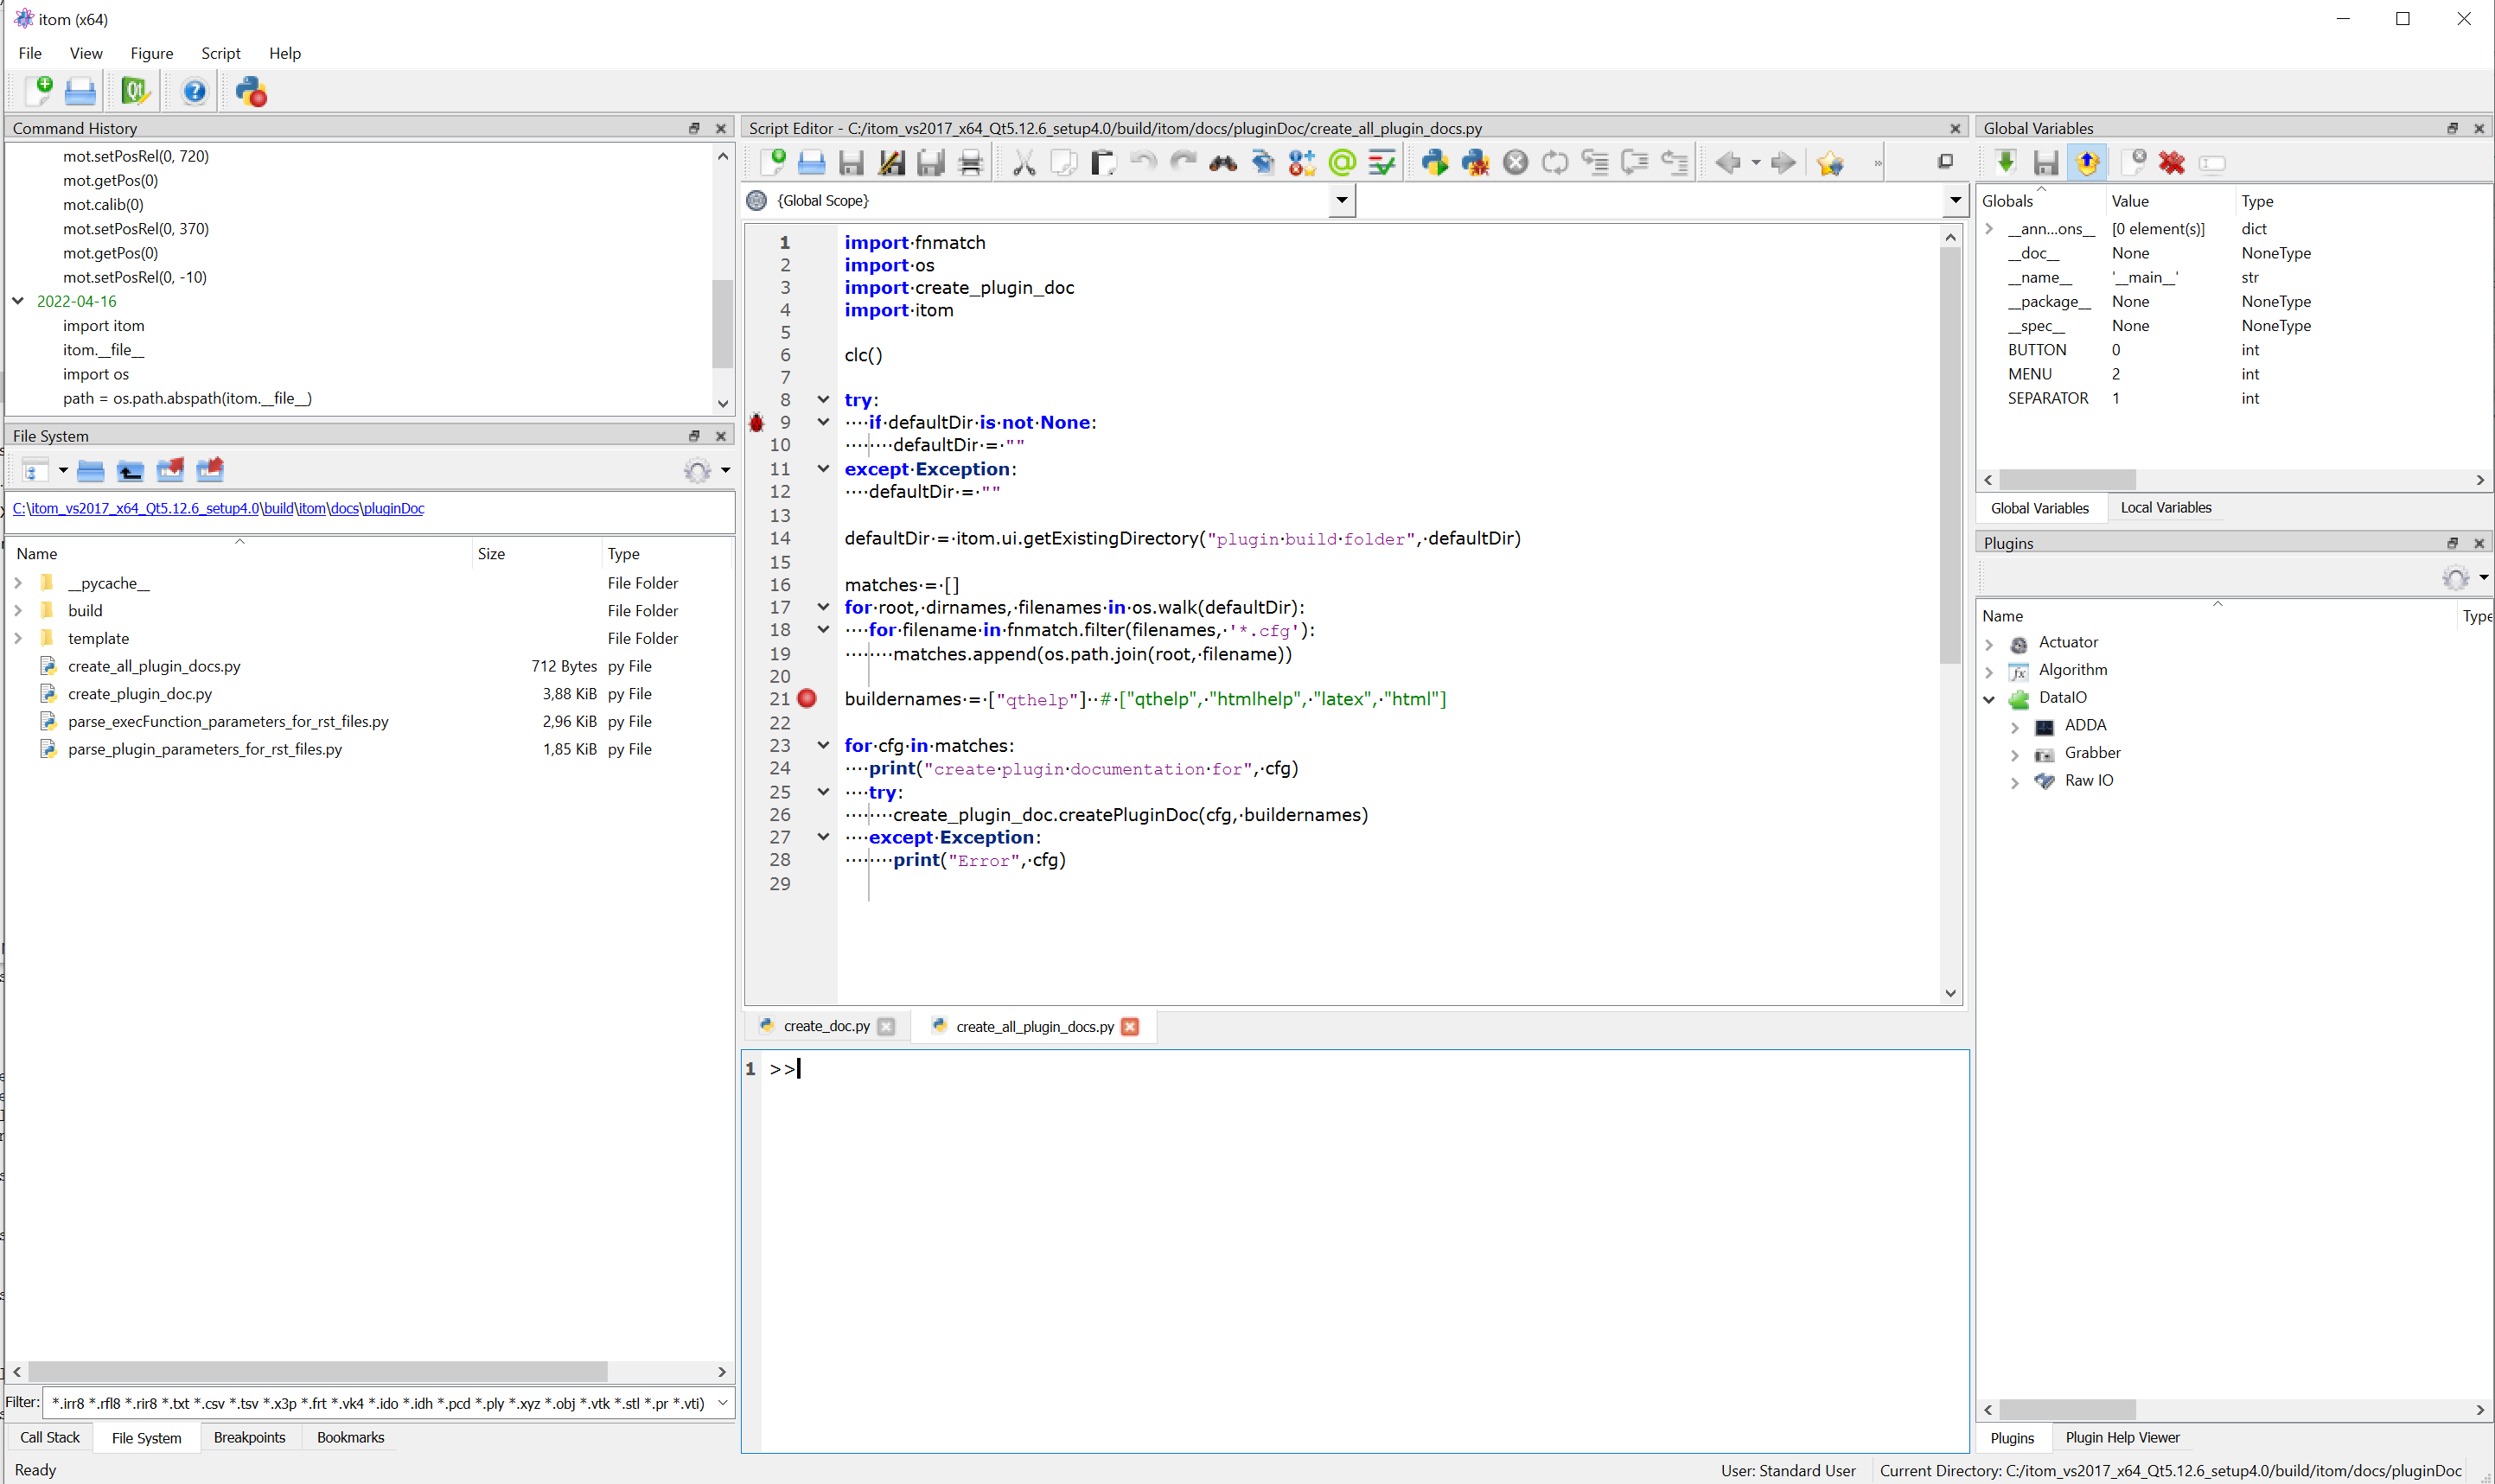 itom (x64)
File View Figure Script Help
Command History
mot.setPosRel(0, 720)
mot.getPos(0)
mot.calib(0)
mot.setPosRel(0, 370)
mot.getPos(0)
mot.setPosRel(0, -10)
2022-04-16
import itom
itom.__file__
import os
path = os.path.abspath(itom.__file__)
File System
C:\itom_vs2017_x64_Qt5.12.6_setup4.0\build\itom\docs\pluginDoc
Name Size Type
__pycache__ File Folder
build File Folder
template File Folder
create_all_plugin_docs.py 712 Bytes py File
create_plugin_doc.py 3,88 KiB py File
parse_execFunction_parameters_for_rst_files.py 2,96 KiB py File
parse_plugin_parameters_for_rst_files.py 1,85 KiB py File
Filter: *.irr8 *.rfl8 *.rir8 *.txt *.csv *.tsv *.x3p *.frt *.vk4 *.ido *.idh *.pcd *.ply *.xyz *.obj *.vtk *.stl *.pr *.vti)
Call Stack File System Breakpoints Bookmarks
Ready
Script Editor - C:/itom_vs2017_x64_Qt5.12.6_setup4.0/build/itom/docs/pluginDoc/create_all_plugin_docs.py
{Global Scope}
1 import·fnmatch
2 import·os
3 import·create_plugin_doc
4 import·itom
5
6 clc()
7
8 try:
9 ····if·defaultDir·is·not·None:
10 ········defaultDir·=·""
11 except·Exception:
12 ····defaultDir·=·""
13
14 defaultDir·=·itom.ui.getExistingDirectory("plugin·build·folder",·defaultDir)
15
16 matches·=·[]
17 for·root,·dirnames,·filenames·in·os.walk(defaultDir):
18 ····for·filename·in·fnmatch.filter(filenames,·'*.cfg'):
19 ········matches.append(os.path.join(root,·filename))
20
21 buildernames·=·["qthelp"]··#·["qthelp",·"htmlhelp",·"latex",·"html"]
22
23 for·cfg·in·matches:
24 ····print("create·plugin·documentation·for",·cfg)
25 ····try:
26 ········create_plugin_doc.createPluginDoc(cfg,·buildernames)
27 ····except·Exception:
28 ········print("Error",·cfg)
29
create_doc.py create_all_plugin_docs.py
1 >>
Global Variables
Globals Value Type
__ann...ons__ [0 element(s)] dict
__doc__ None NoneType
__name__ '__main__' str
__package__ None NoneType
__spec__ None NoneType
BUTTON 0 int
MENU 2 int
SEPARATOR 1 int
Global Variables Local Variables
Plugins
Name Type
Actuator
Algorithm
DataIO
ADDA
Grabber
Raw IO
Plugins Plugin Help Viewer
User: Standard User Current Directory: C:/itom_vs2017_x64_Qt5.12.6_setup4.0/build/itom/docs/pluginDoc